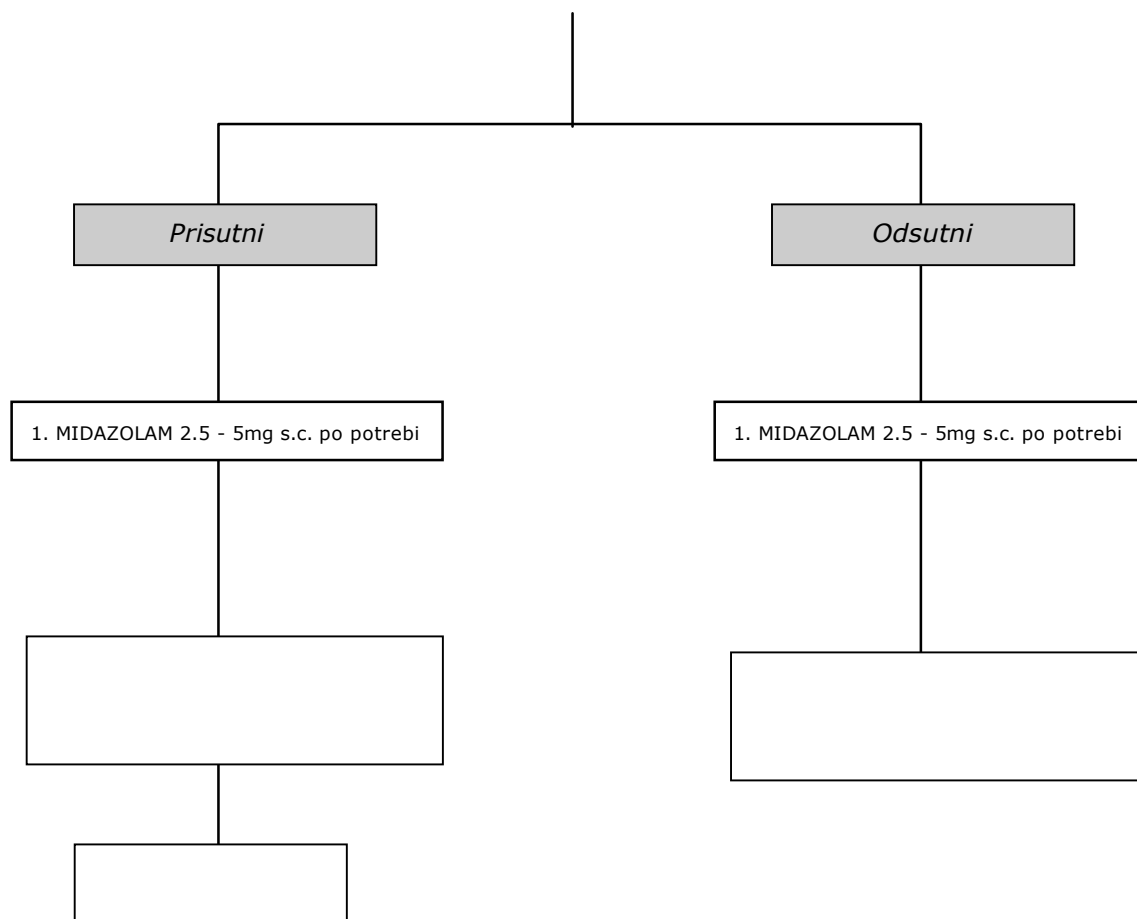 Prisutni
Odsutni
1. MIDAZOLAM 2.5 - 5mg s.c. po potrebi
1. MIDAZOLAM 2.5 - 5mg s.c. po potrebi